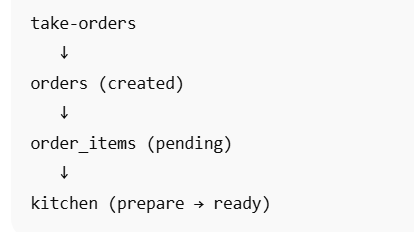 take-orders
↓
orders (created)
↓
order_items (pending)
↓
kitchen (prepare → ready)